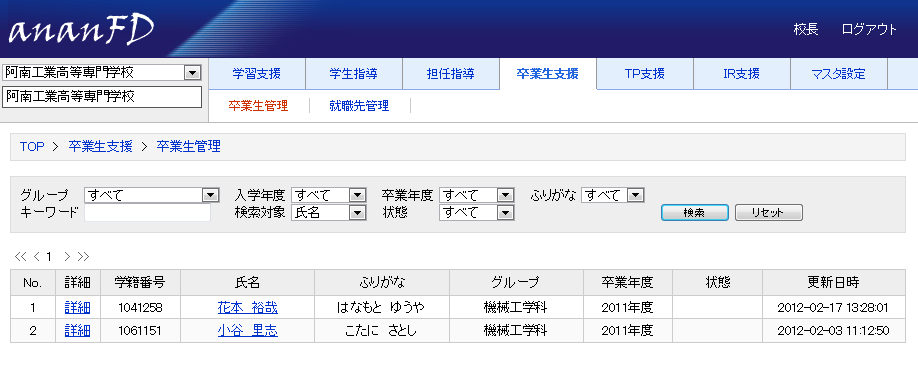 ananFD
校長 ログアウト
阿南工業高等専門学校
阿南工業高等専門学校
学習支援 学生指導 担任指導 卒業生支援 TP支援 IR支援 マスタ設定
卒業生管理 就職先管理
TOP > 卒業生支援 > 卒業生管理
グループ すべて 入学年度 すべて 卒業年度 すべて ふりがな すべて
キーワード 検索対象 氏名 状態 すべて 検索 リセット
<< < 1 > >>
No. 詳細 学籍番号 氏名 ふりがな グループ 卒業年度 状態 更新日時
1 詳細 1041258 花本 裕哉 はなもと ゆうや 機械工学科 2011年度 2012-02-17 13:28:01
2 詳細 1061151 小谷 里志 こたに さとし 機械工学科 2011年度 2012-02-03 11:12:50